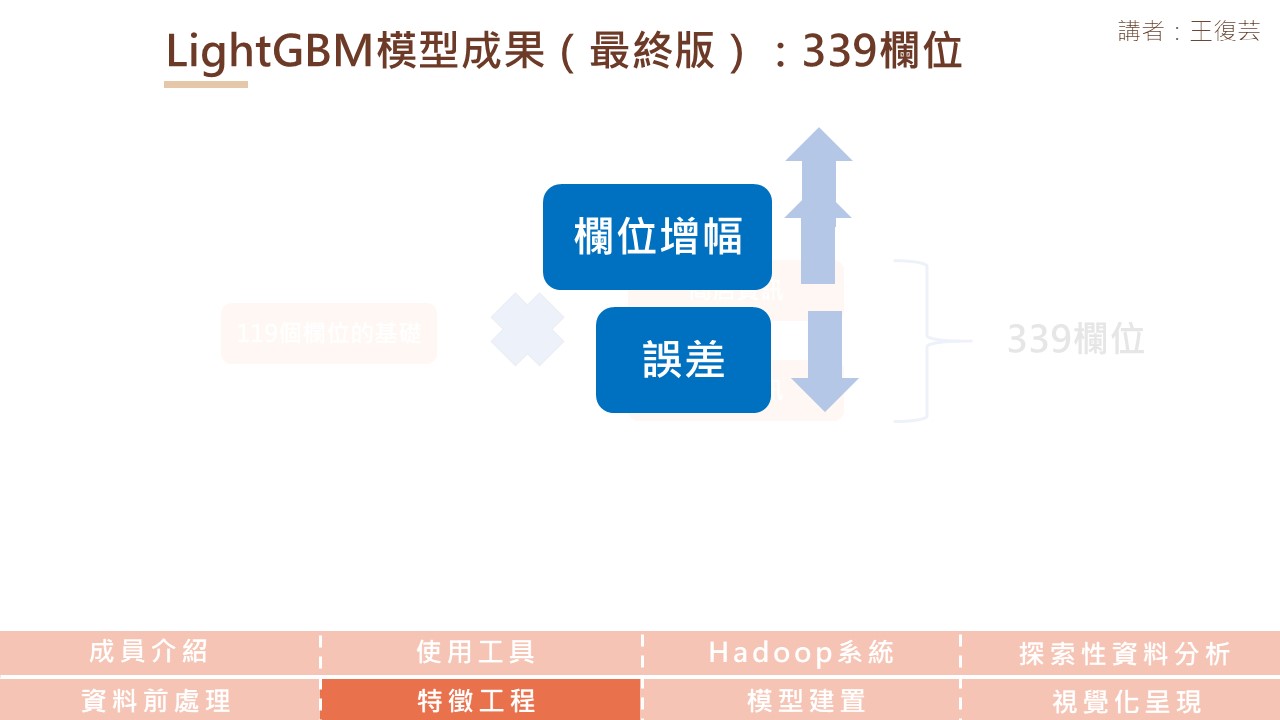 LightGBM模型成果（最終版）：339欄位
講者：王復芸
欄位增幅
119個欄位的基礎
誤差
339欄位
成員介紹
使用工具
Hadoop系統
探索性資料分析
資料前處理
特徵工程
模型建置
視覺化呈現